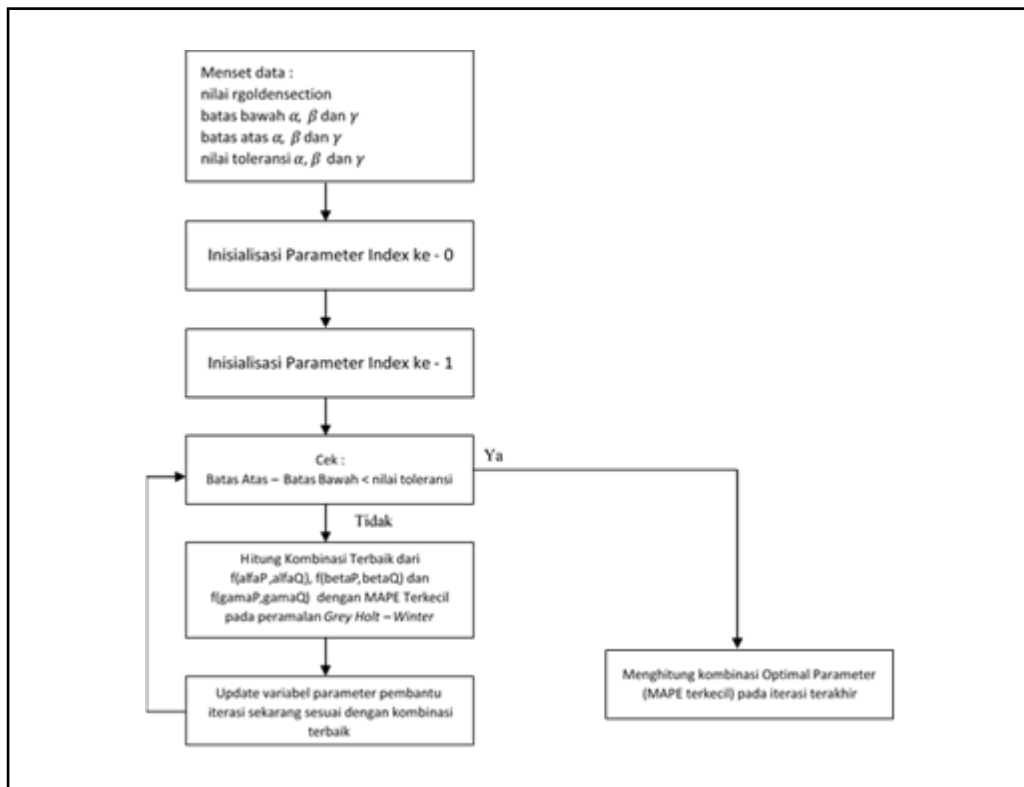 Menset data :
nilai rgoldensection
batas bawah α, β dan γ
batas atas α, β dan γ
nilai toleransi α, β dan γ
Inisialisasi Parameter Index ke - 0
Inisialisasi Parameter Index ke - 1
Cek :
Batas Atas – Batas Bawah < nilai toleransi
Ya
Tidak
Hitung Kombinasi Terbaik dari
f(alfaP,alfaQ), f(betaP,betaQ) dan
f(gamaP,gamaQ) dengan MAPE Terkecil
pada peramalan Grey Holt – Winter
Update variabel parameter pembantu
iterasi sekarang sesuai dengan kombinasi
terbaik
Menghitung kombinasi Optimal Parameter
(MAPE terkecil) pada iterasi terakhir